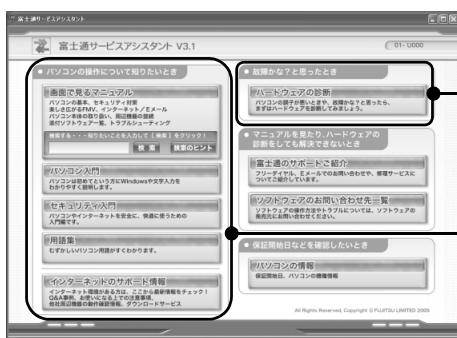 富士通サービスアシスタント
富士通サービスアシスタント V3.1
01- U000
パソコンの操作について知りたいとき
画面で見るマニュアル
パソコンの基本、セキュリティ対策
楽しさ広がるFMV、インターネット／Eメール
パソコン本体の取り扱い、周辺機器の接続
添付ソフトウェア一覧、トラブルシューティング
検索する・・・知りたいことを入力して［検索］をクリック！
検 索
検索のヒント
パソコン入門
パソコンは初めてという方にWindowsや文字入力を
わかりやすく説明します。
セキュリティ入門
パソコンやインターネットを安全に、快適に使うための
入門編です。
用語集
むずかしいパソコン用語がすぐわかります。
インターネットのサポート情報
インターネット環境がある方は、ここから最新情報をチェック！
Q&A事例、お使いになる上での注意事項、
他社周辺機器の動作確認情報、ダウンロードサービス
故障かな？と思ったとき
ハードウェアの診断
パソコンの調子が悪いときや、故障かな？と思ったら、
まずはハードウェアを診断してみましょう。
マニュアルを見たり、ハードウェアの
診断をしても解決できないとき
富士通のサポートご紹介
フリーダイヤル、Eメールでのお問い合わせや、修理サービスに
ついてご紹介しています。
ソフトウェアのお問い合わせ先一覧
ソフトウェアの操作方法やトラブルについては、ソフトウェアの
発売元にお問い合わせください。
保証開始日などを確認したいとき
パソコンの情報
保証開始日、パソコンの機種情報
All Rights Reserved, Copyright © FUJITSU LIMITED 2005